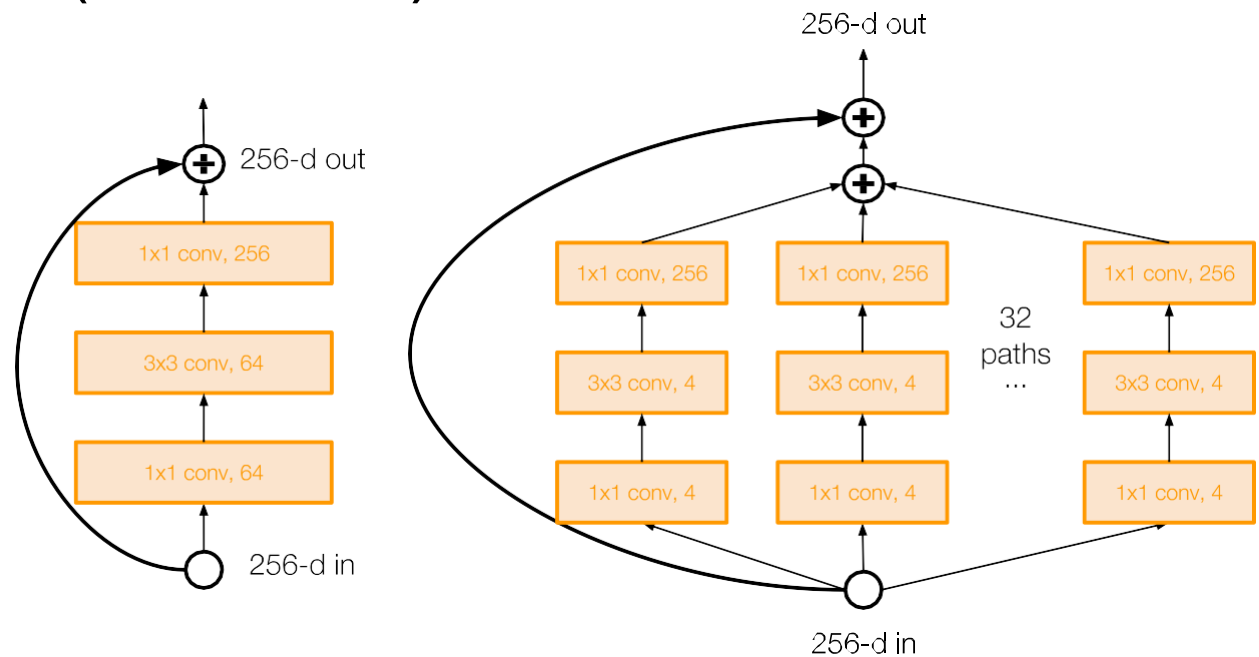 256-d out
1x1 conv, 256
3x3 conv, 64
1x1 conv, 64
256-d in
256-d out
1x1 conv, 256
1x1 conv, 256
1x1 conv, 256
32
paths
...
3x3 conv, 4
3x3 conv, 4
3x3 conv, 4
1x1 conv, 4
1x1 conv, 4
1x1 conv, 4
256-d in